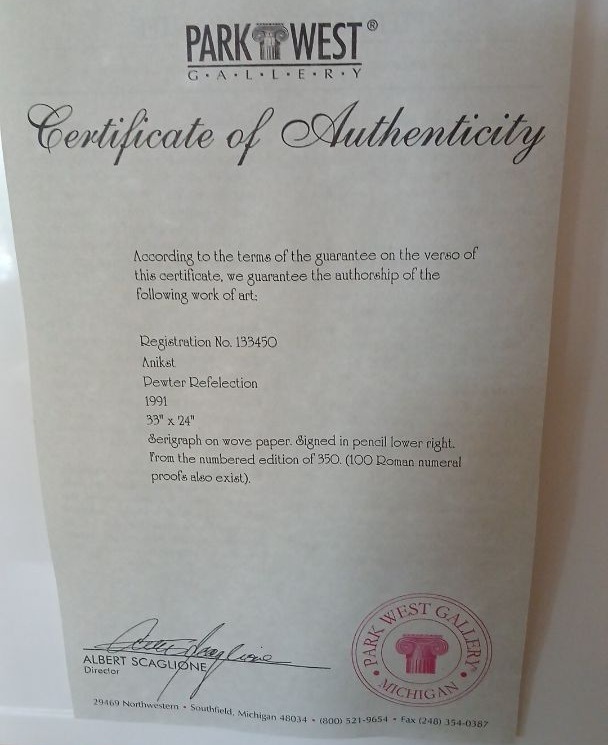 PARK WEST®
G·A·L·L·E·R·Y
Certificate of Authenticity
According to the terms of the guarantee on the verso of
this certificate, we guarantee the authorship of the
following work of art:
Registration No. 133450
Anikst
Pewter Refelection
1991
33" x 24"
Serigraph on wove paper. Signed in pencil lower right.
From the numbered edition of 350. (100 Roman numeral
proofs also exist).
ALBERT SCAGLIONE
Director
PARK WEST GALLERY
• MICHIGAN •
29469 Northwestern • Southfield, Michigan 48034 • (800) 521-9654 • Fax (248) 354-0387